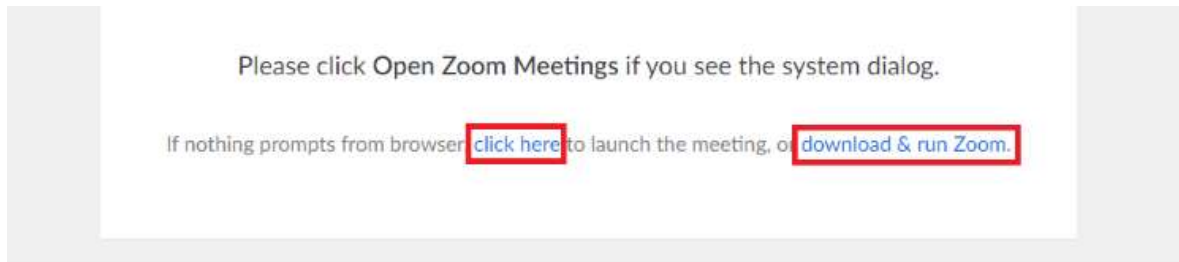 Please click Open Zoom Meetings if you see the system dialog.
If nothing prompts from browser, click here to launch the meeting, or download & run Zoom.